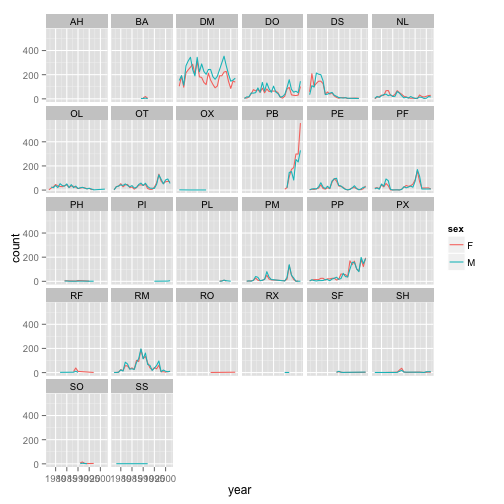 AH BA DM DO DS NL
400
200
0
OL OT OX PB PE PF
400
200
0
PH PI PL PM PP PX
400
200
0
RF RM RO RX SF SH
400
200
0
SO SS
400
200
0
count
year
sex
F
M